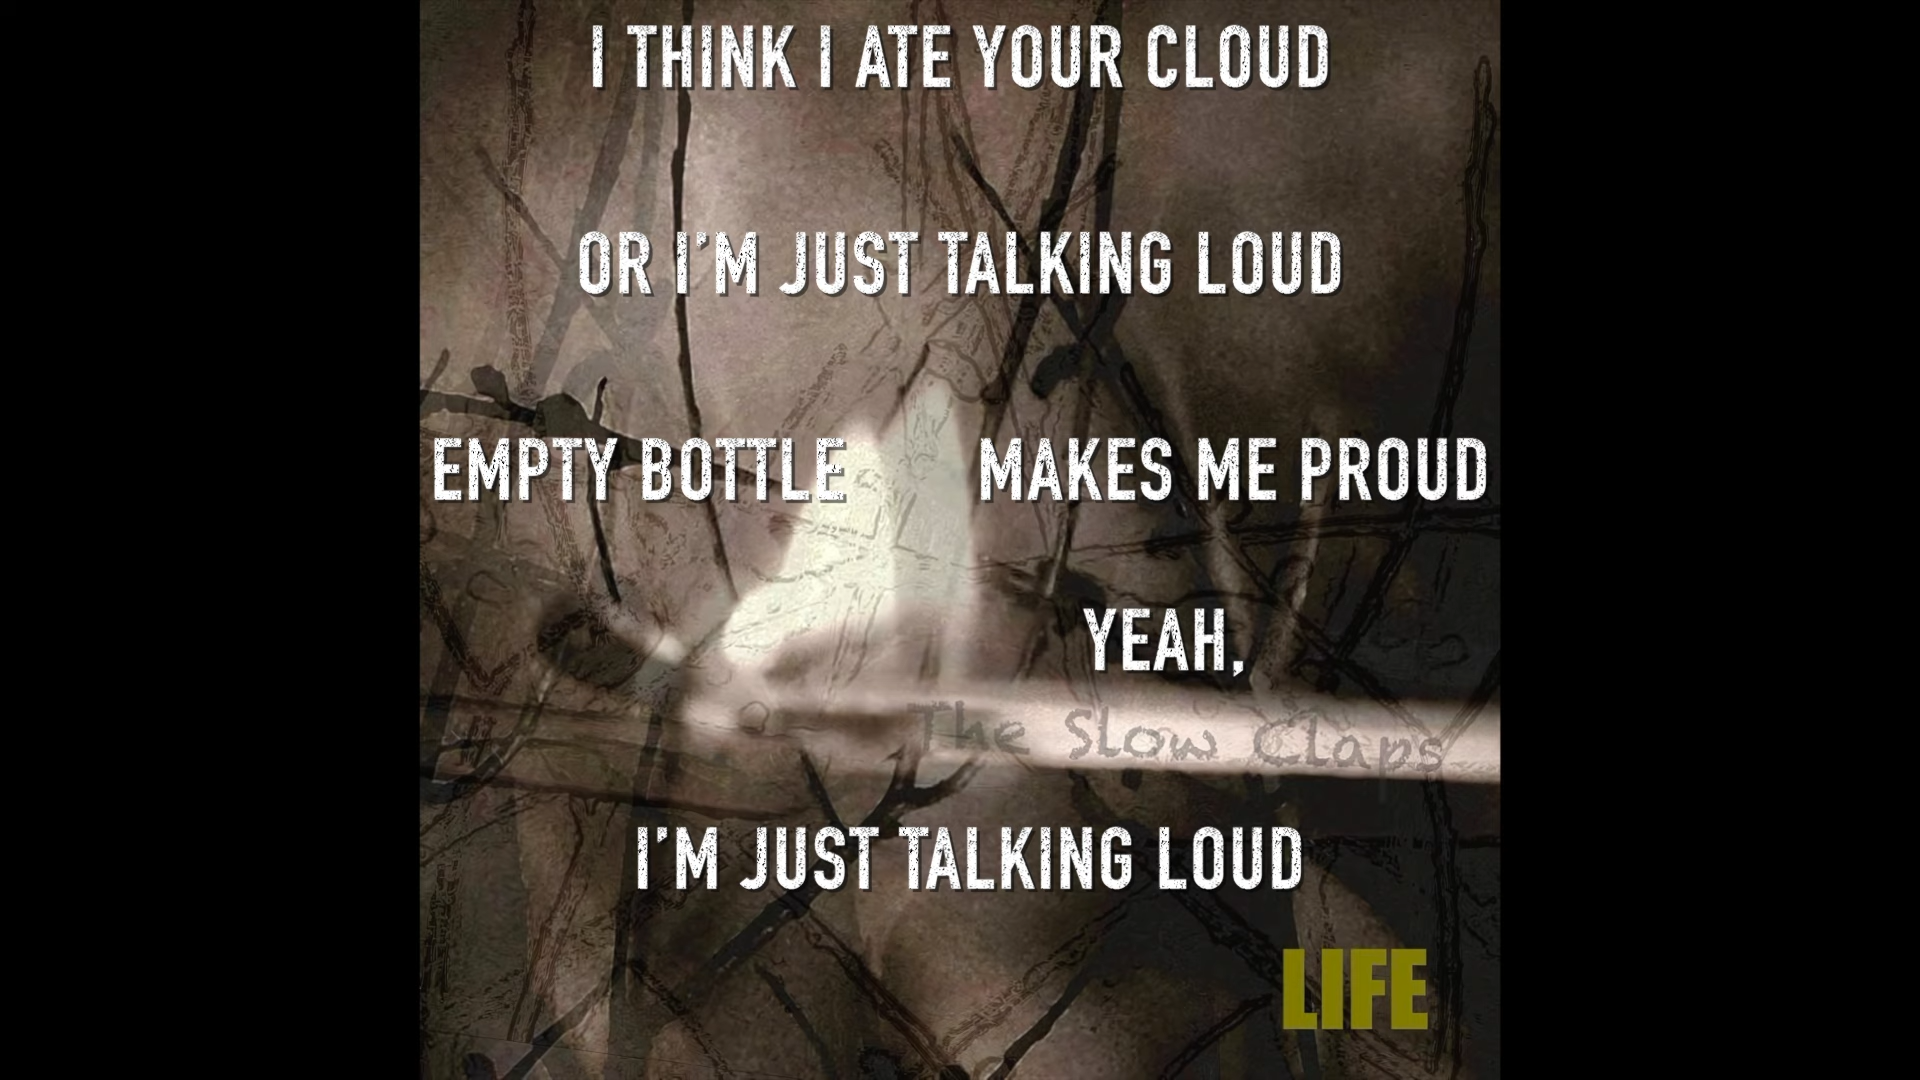 I THINK I ATE YOUR CLOUD
OR I'M JUST TALKING LOUD
EMPTY BOTTLE MAKES ME PROUD
YEAH,
The Slow Claps
I'M JUST TALKING LOUD
LIFE